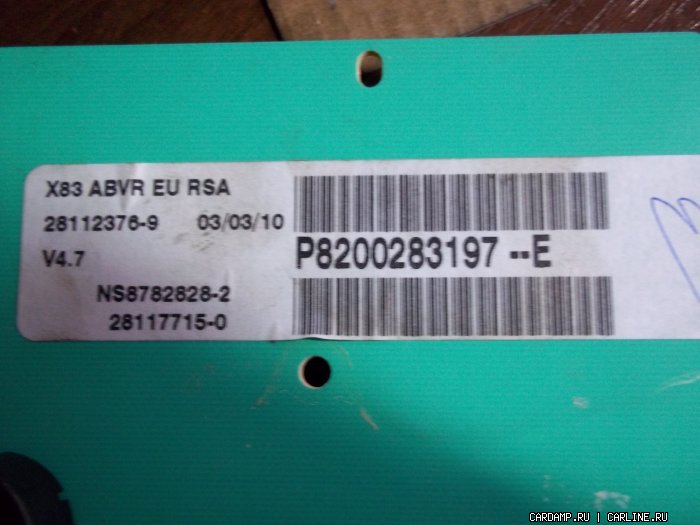 X83 ABVR EU RSA
28112376-9 03/03/10
V4.7
NS8782828-2
28117715-0
P8200283197 --E
CARDAMP.RU / CARLINE.RU